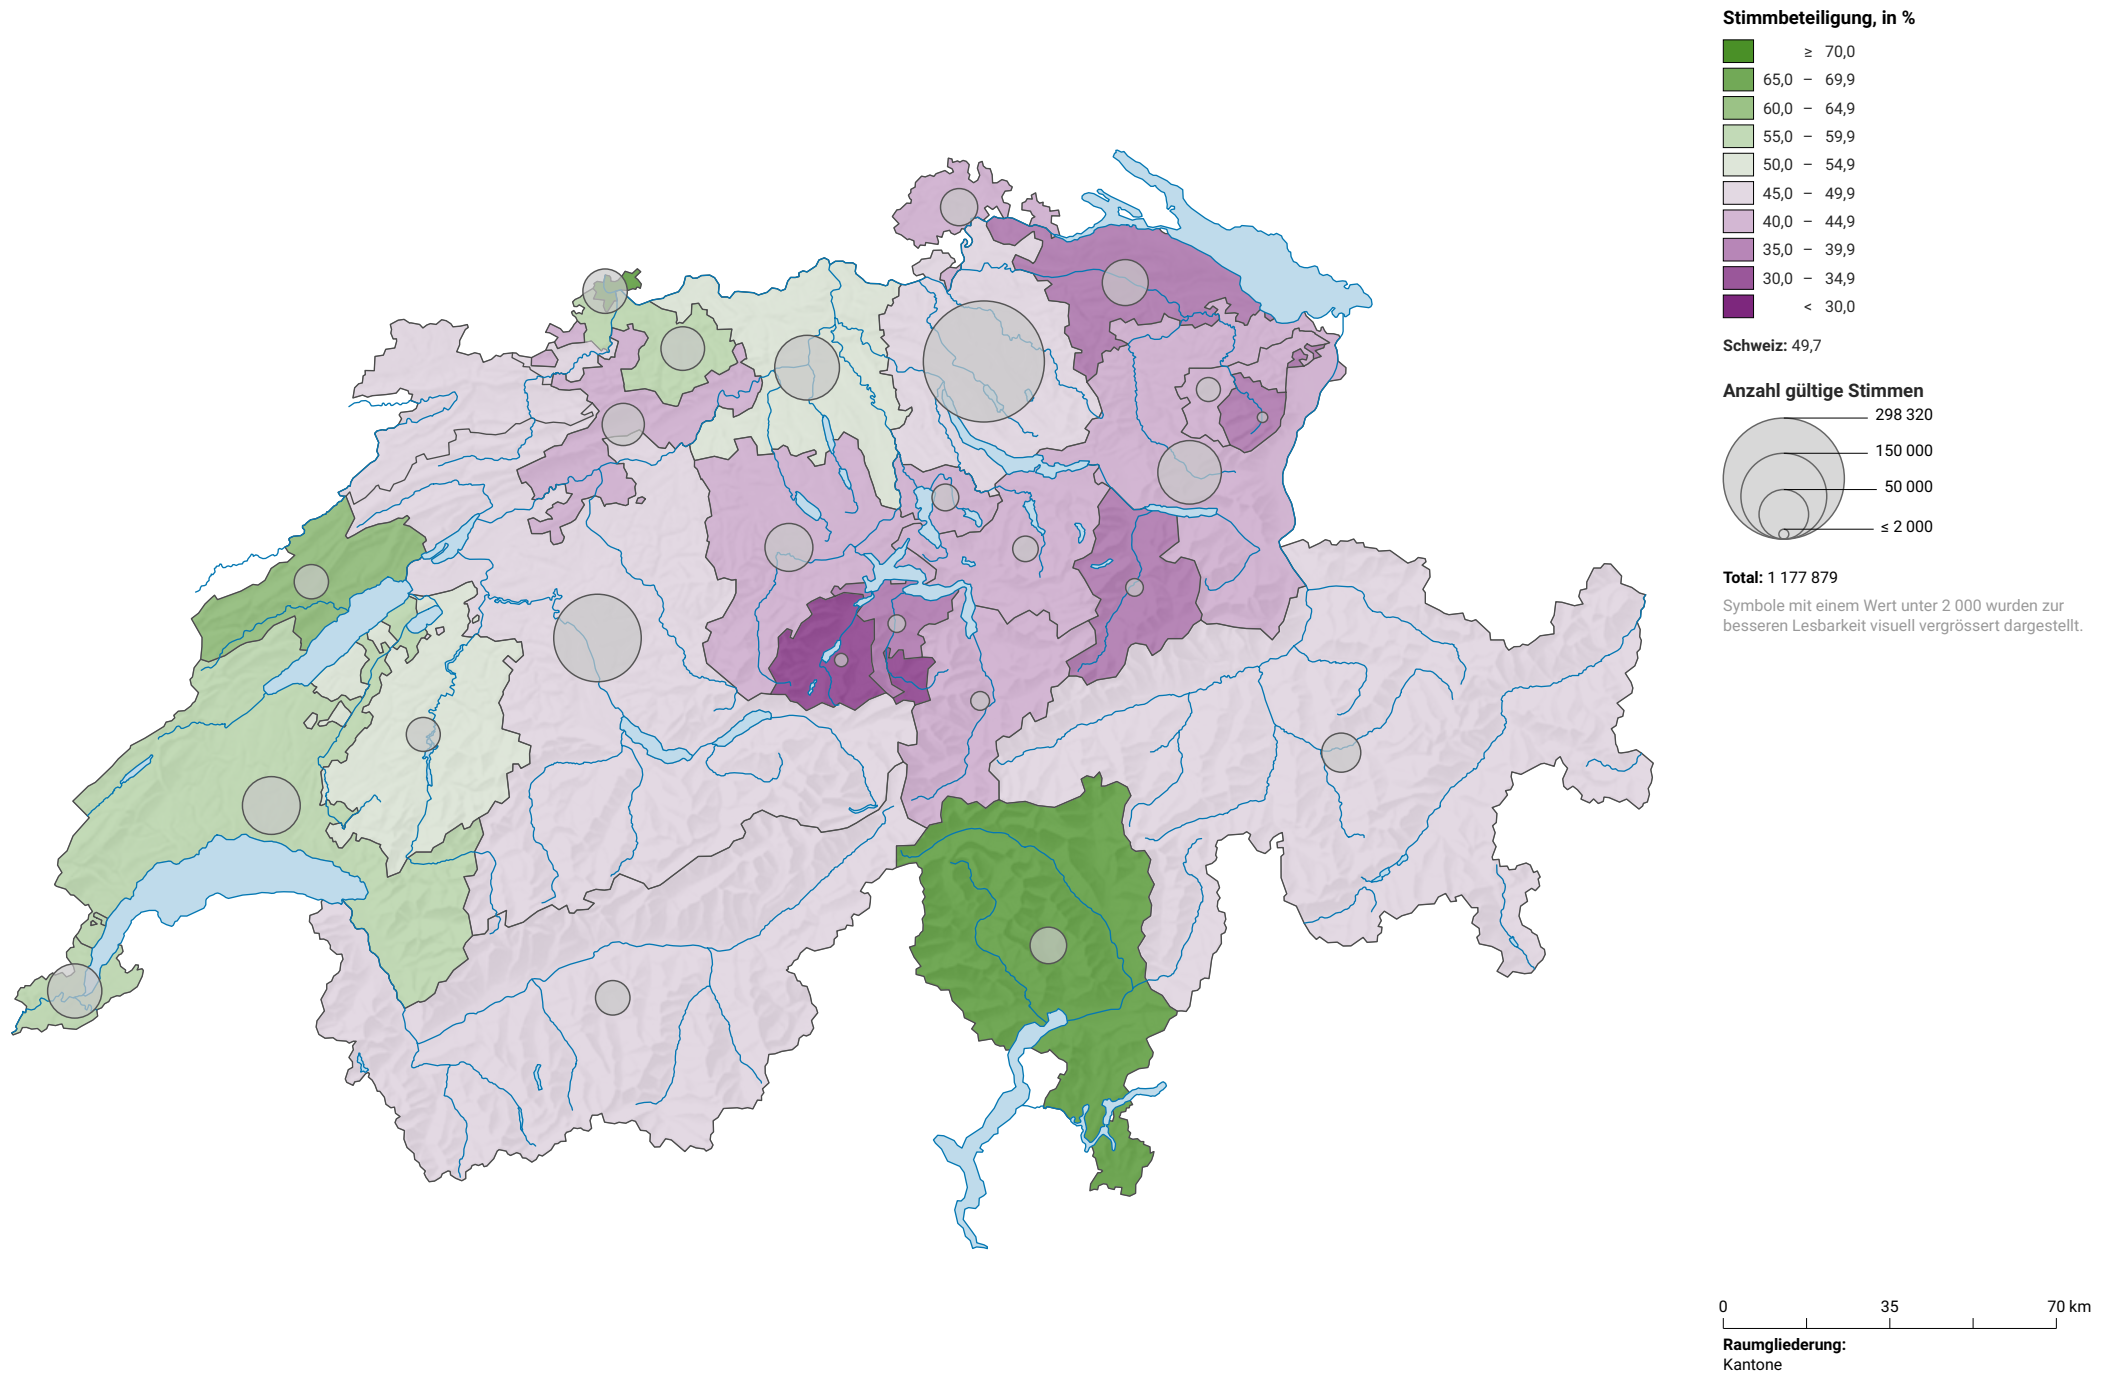 Stimmbeteiligung, in %
≥ 70,0
65,0 – 69,9
60,0 – 64,9
55,0 – 59,9
50,0 – 54,9
45,0 – 49,9
40,0 – 44,9
35,0 – 39,9
30,0 – 34,9
< 30,0
Schweiz: 49,7
Anzahl gültige Stimmen
298 320
150 000
50 000
≤ 2 000
Total: 1 177 879
Symbole mit einem Wert unter 2 000 wurden zur
besseren Lesbarkeit visuell vergrössert dargestellt.
0 35 70 km
Raumgliederung:
Kantone